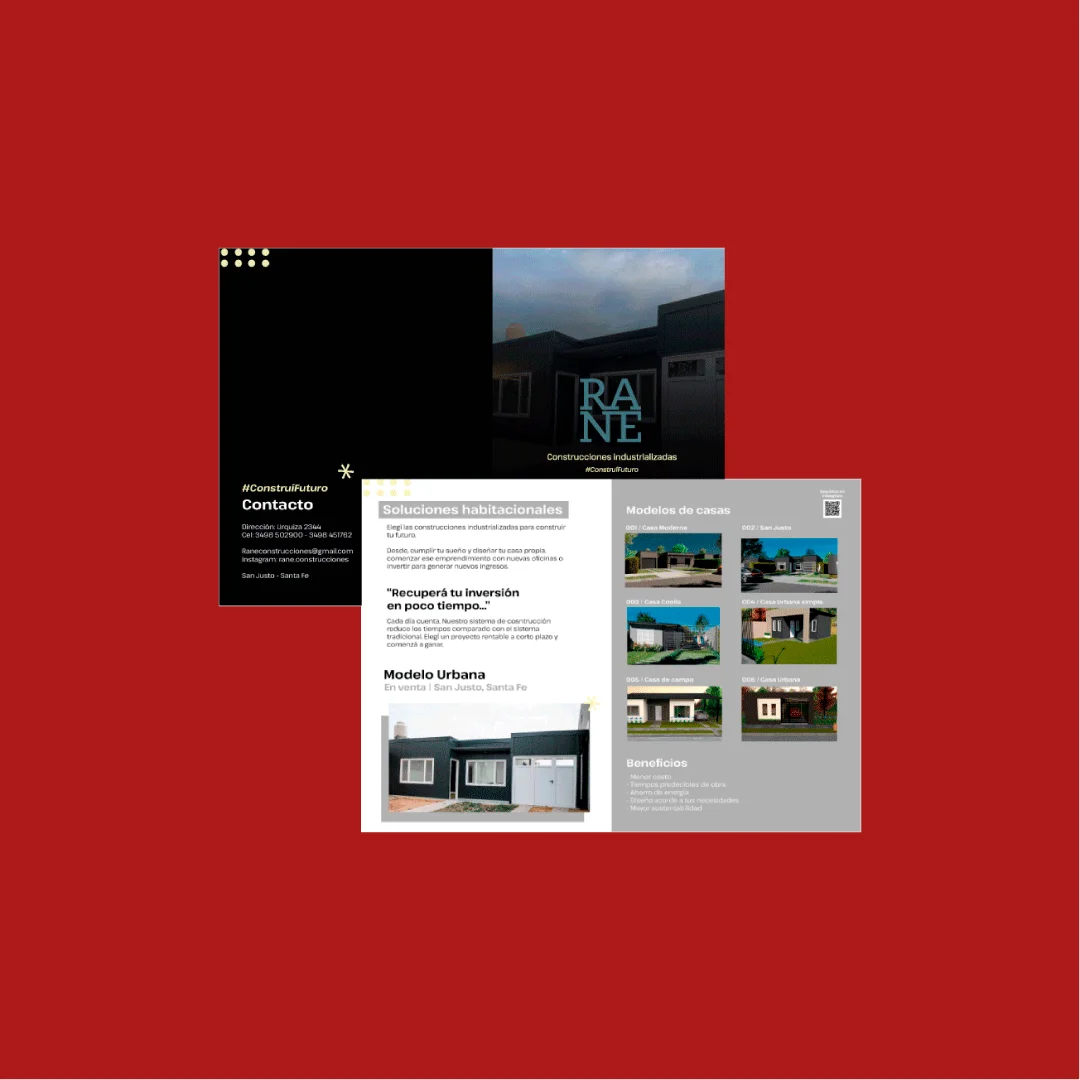 RA
NE
Construcciones Industrializadas
#ConstruíFuturo
#ConstruíFuturo
Contacto
Dirección: Urquiza 2344
Cel: 3498 502900 - 3498 451762
Raneconstrucciones@gmail.com
Instagram: rane.construcciones
San Justo - Santa Fe
Soluciones habitacionales
Elegí las construcciones industrializadas para construir
tu futuro.
Desde, cumplir tu sueño y diseñar tu casa propia,
comenzar ese emprendimiento con nuevas oficinas o
invertir para generar nuevos ingresos.
"Recuperá tu inversión
en poco tiempo..."
Cada día cuenta. Nuestro sistema de construcción
reduce los tiempos comparado con el sistema
tradicional. Elegí un proyecto rentable a corto plazo y
comenzá a ganar.
Modelo Urbana
En venta | San Justo, Santa Fe
Modelos de casas
001 / Casa Moderna
002 / San Justo
003 / Casa
004 / Casa Urbana simple
005 / Casa de campo
006 / Casa Urbana
Beneficios
- Menor costo
- Tiempos predecibles de obra
- Ahorro de energía
- Diseño acorde a tus necesidades
- Mayor sustentabilidad